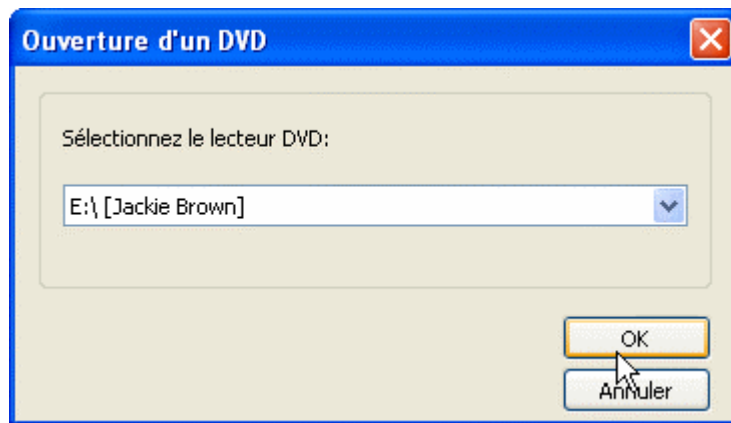 Ouverture d'un DVD
Sélectionnez le lecteur DVD:
E:\ [Jackie Brown]
OK
Annuler